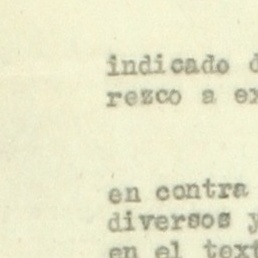 indicado
rezco a ex
en contra
diversos y
en el text